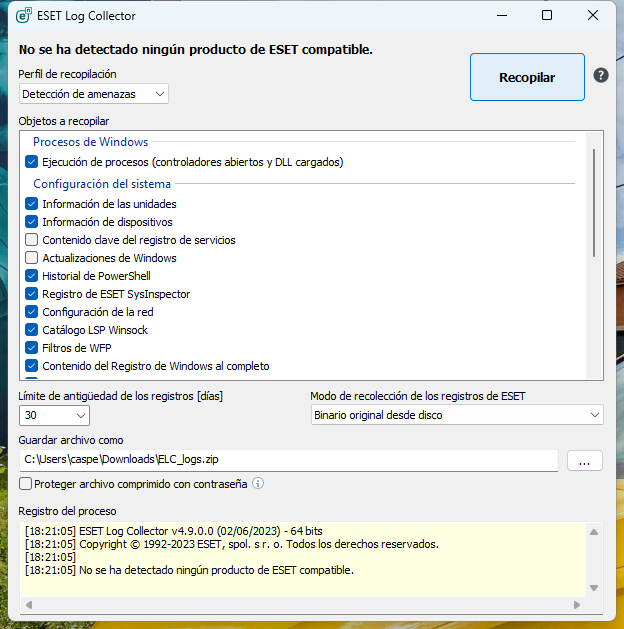 ESET Log Collector
No se ha detectado ningún producto de ESET compatible.
Perfil de recopilación
Detección de amenazas
Recopilar
?
Objetos a recopilar
Procesos de Windows
Ejecución de procesos (controladores abiertos y DLL cargados)
Configuración del sistema
Información de las unidades
Información de dispositivos
Contenido clave del registro de servicios
Actualizaciones de Windows
Historial de PowerShell
Registro de ESET SysInspector
Configuración de la red
Catálogo LSP Winsock
Filtros de WFP
Contenido del Registro de Windows al completo
Límite de antigüedad de los registros [días]
30
Modo de recolección de los registros de ESET
Binario original desde disco
Guardar archivo como
C:\Users\caspe\Downloads\ELC_logs.zip
...
Proteger archivo comprimido con contraseña
Registro del proceso
[18:21:05] ESET Log Collector v4.9.0.0 (02/06/2023) - 64 bits
[18:21:05] Copyright © 1992-2023 ESET, spol. s r. o. Todos los derechos reservados.
[18:21:05]
[18:21:05] No se ha detectado ningún producto de ESET compatible.